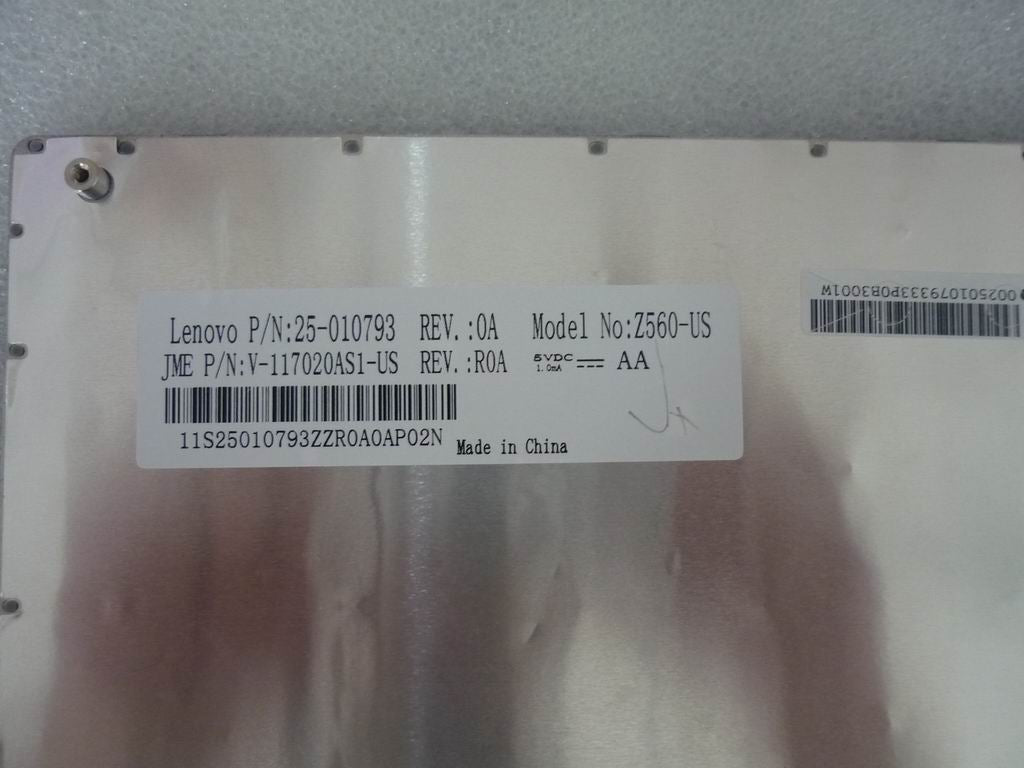 Lenovo P/N:25-010793 REV.:0A Model No:Z560-US
JME P/N:V-117020AS1-US REV.:R0A 5VDC 1.0mA AA
11S25010793ZZR0A0AP02N
Made in China
002501079333P0B3001W